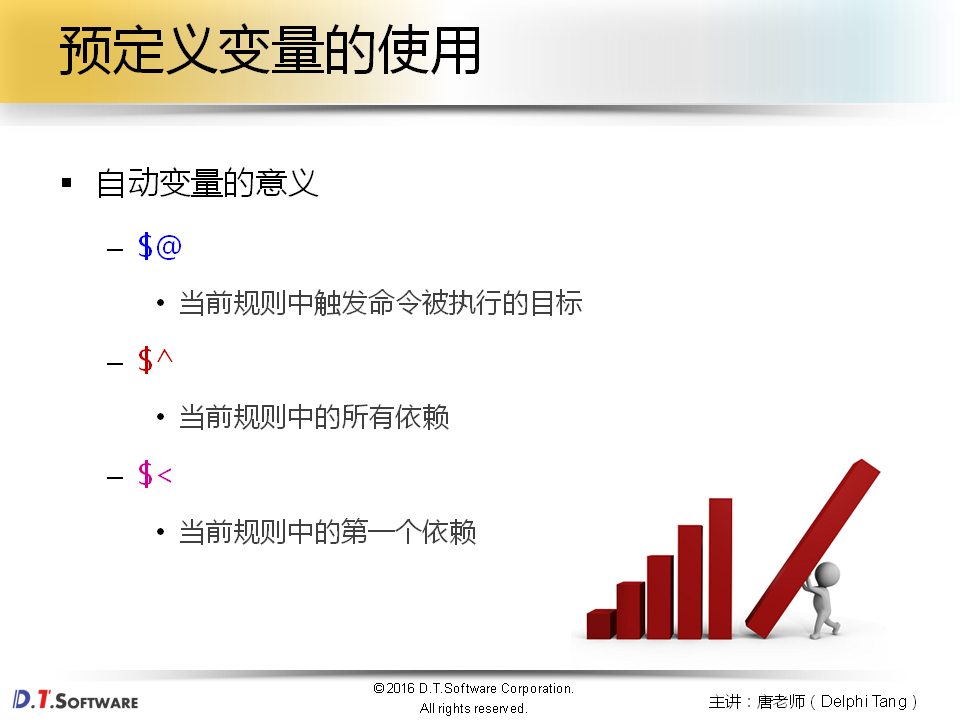 预定义变量的使用
▪ 自动变量的意义
– $@
• 当前规则中触发命令被执行的目标
– $^
• 当前规则中的所有依赖
– $<
• 当前规则中的第一个依赖
D.T.SOFTWARE
©2016 D.T.Software Corporation.
All rights reserved.
主讲：唐老师（Delphi Tang）